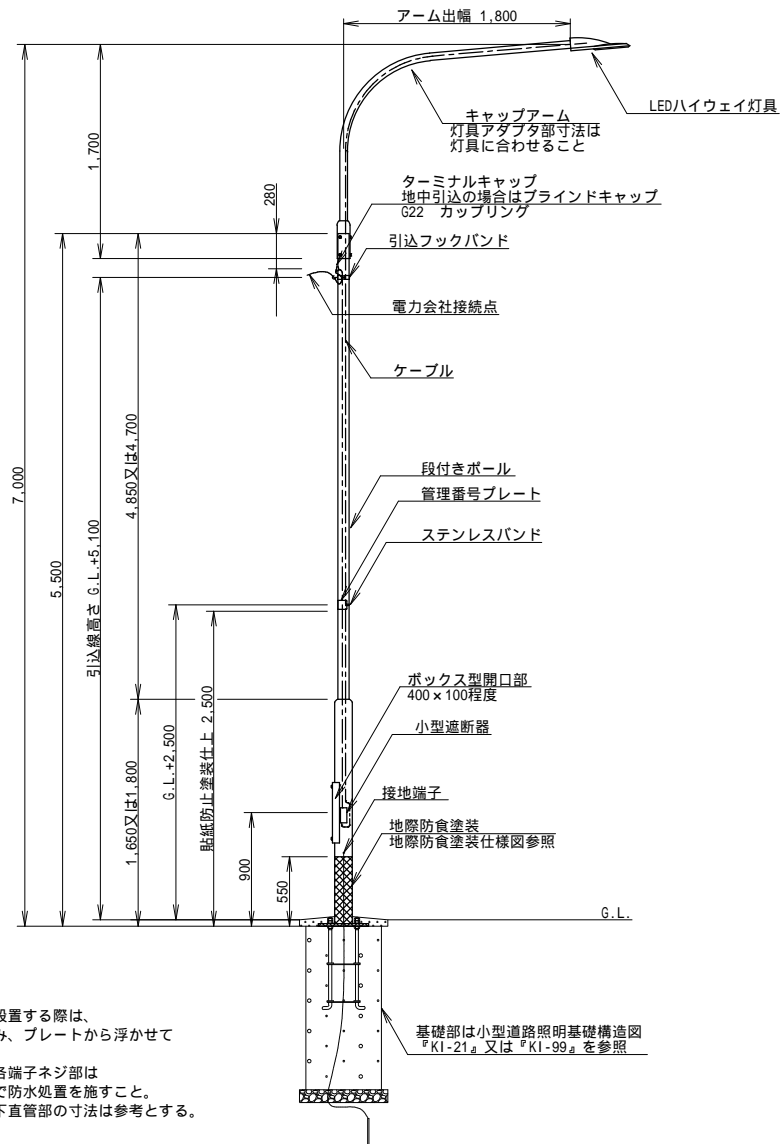 アーム出幅 1,800
LEDハイウェイ灯具
キャップアーム
灯具アダプタ部寸法は
灯具に合わせること
1,700
280
ターミナルキャップ
地中引込の場合はブラインドキャップ
G22 カップリング
引込フックバンド
電力会社接続点
ケーブル
7,000
5,500
引込線高さ G.L.+5,100
4,850又は4,700
段付きポール
管理番号プレート
ステンレスバンド
G.L.+2,500
貼紙防止塗装仕上 2,500
1,650又は1,800
ボックス型開口部
400×100程度
小型遮断器
接地端子
地際防食塗装
地際防食塗装仕様図参照
900
550
G.L.
基礎部は小型道路照明基礎構造図
『KI-21』又は『KI-99』を参照
設置する際は、
み、プレートから浮かせて
各端子ネジ部は
で防水処置を施すこと。
下直管部の寸法は参考とする。